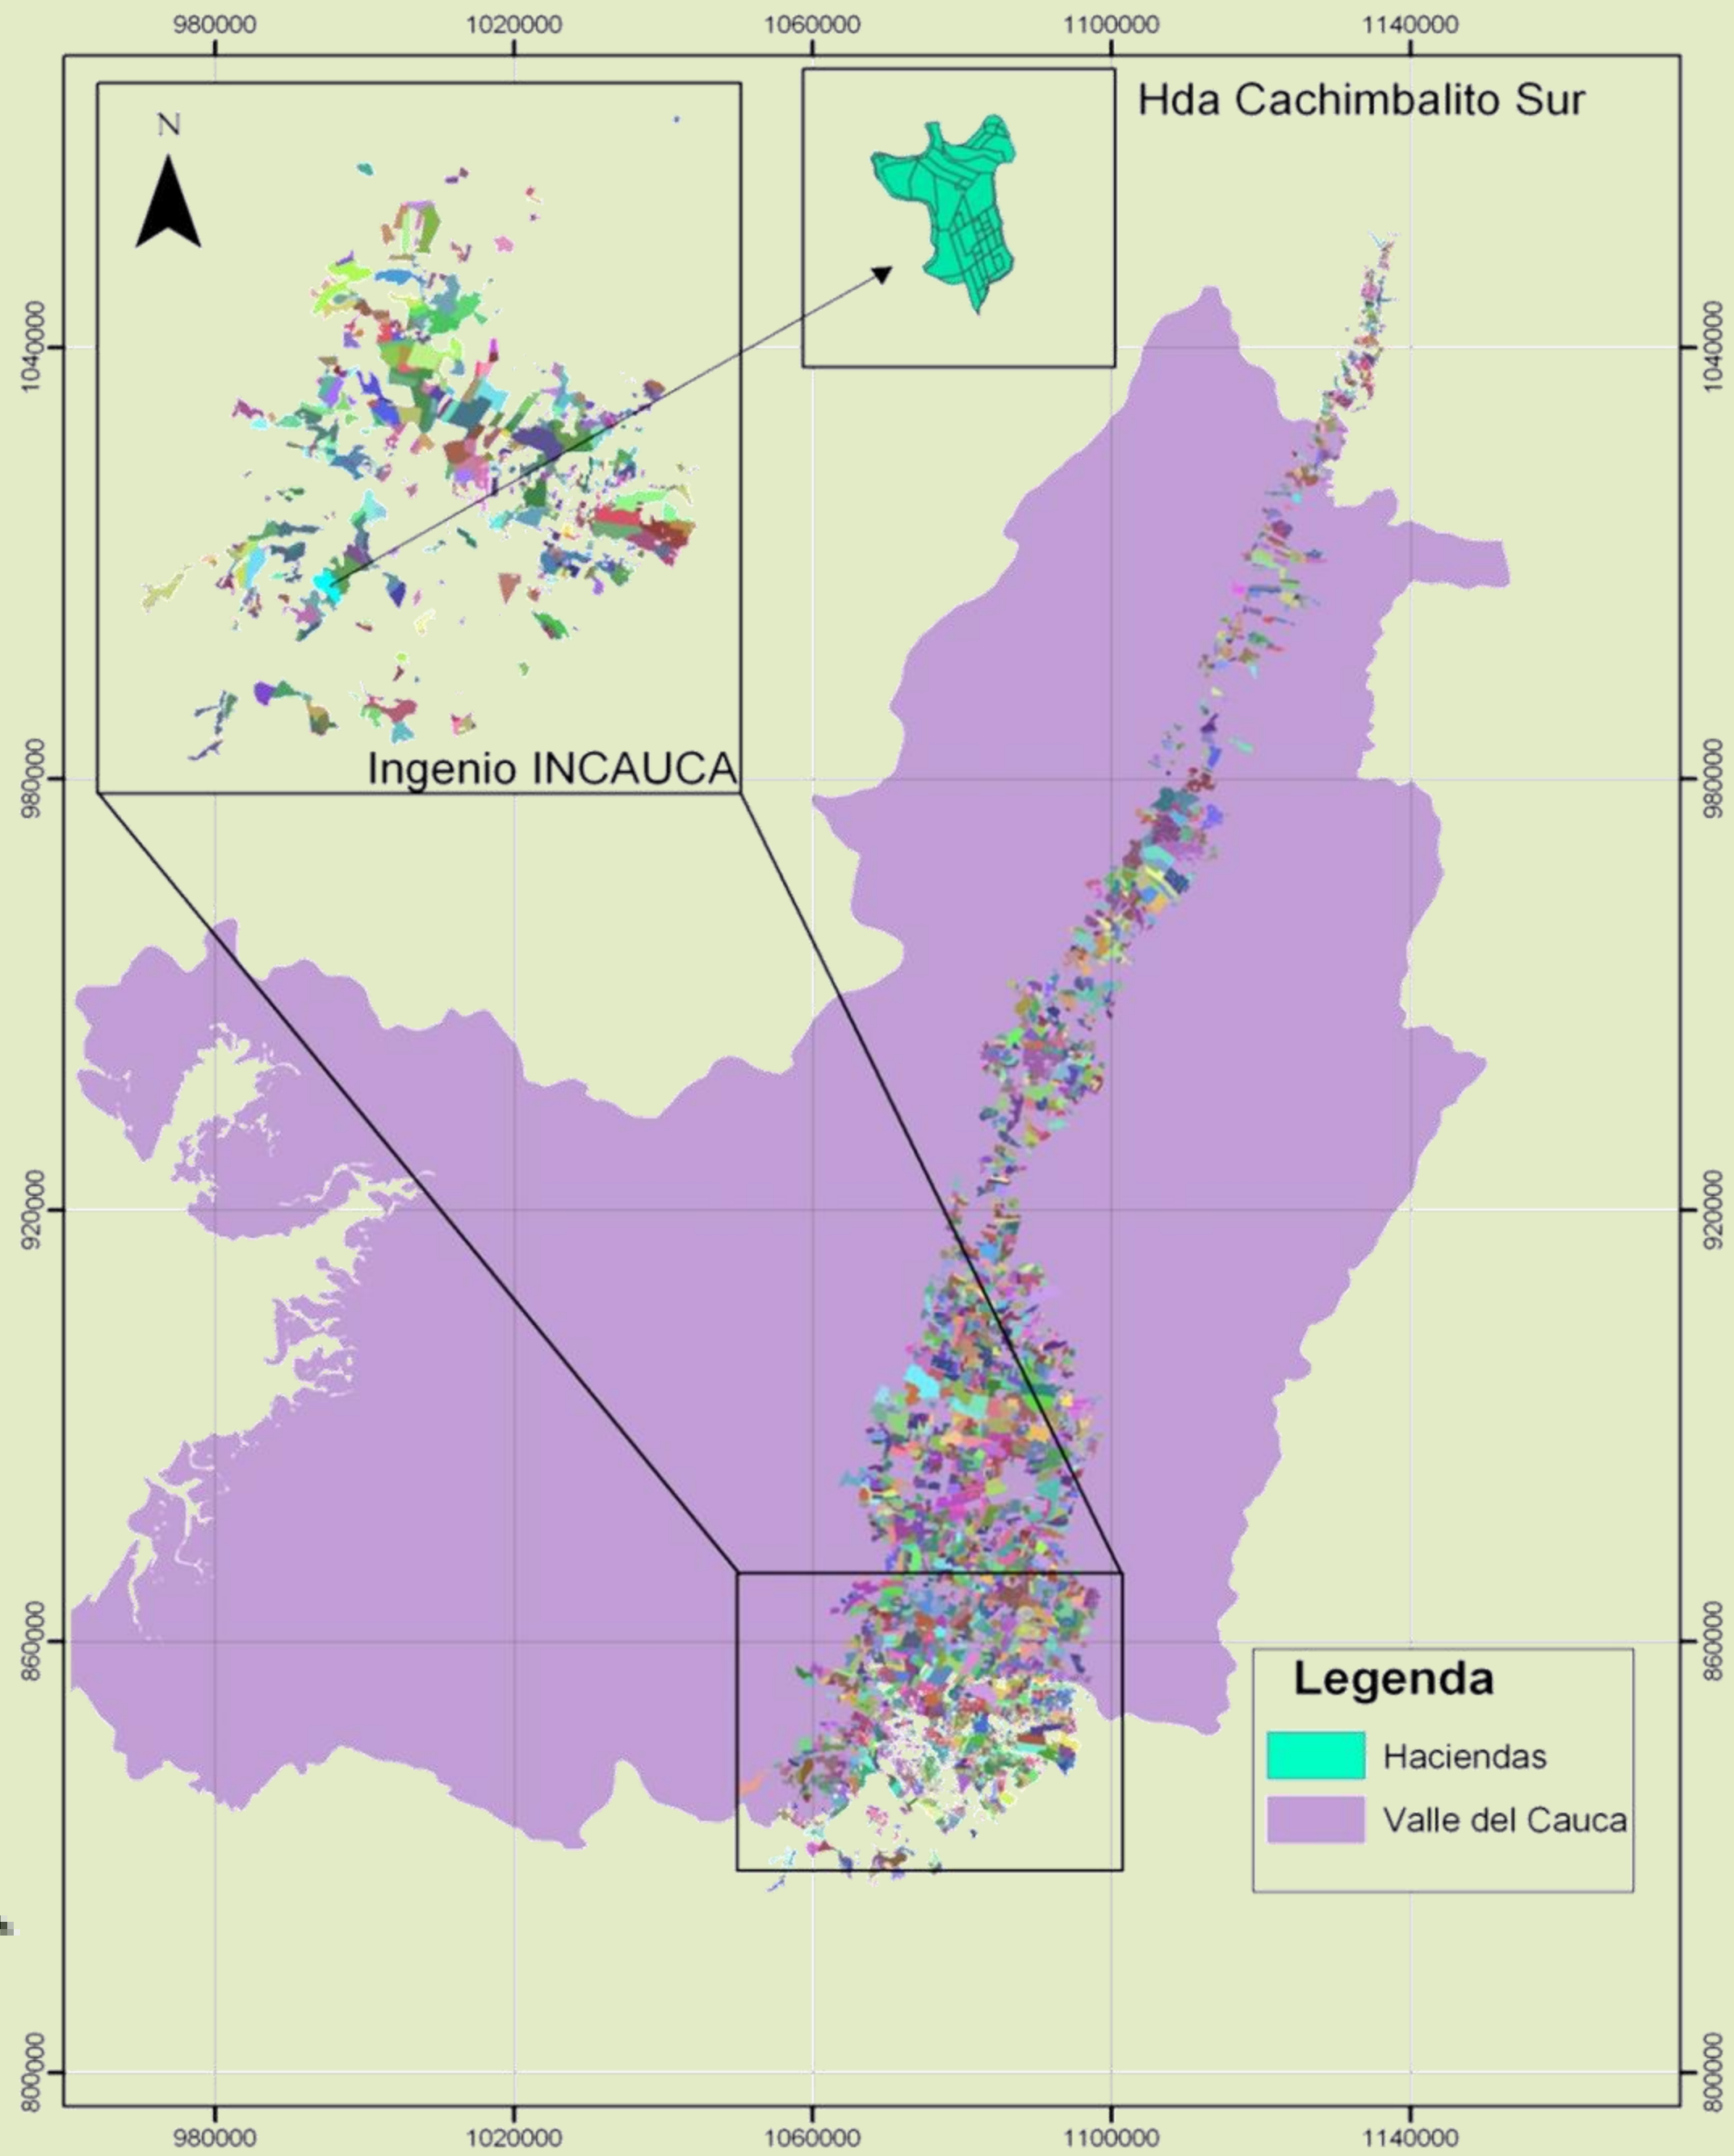 980000 1020000 1060000 1100000 1140000
Hda Cachimbalito Sur
N
1040000 1040000
Ingenio INCAUCA
980000 980000
920000 920000
860000 860000
Legenda
Haciendas
Valle del Cauca
800000 800000
980000 1020000 1060000 1100000 1140000